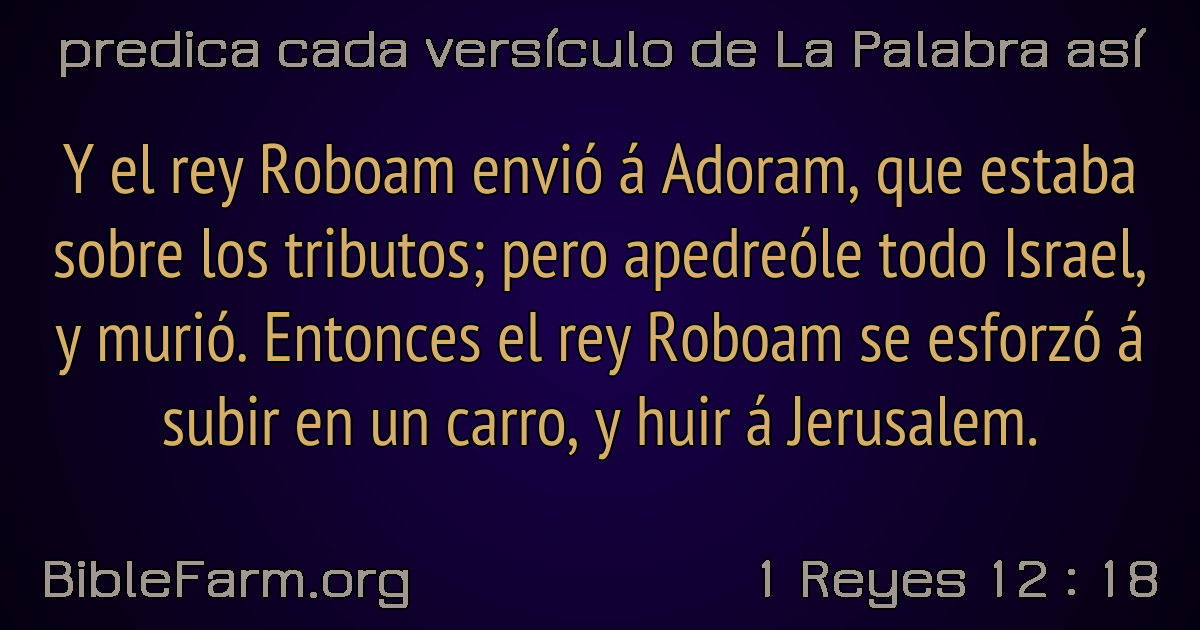 predica cada versículo de La Palabra así
Y el rey Roboam envió á Adoram, que estaba
sobre los tributos; pero apedreóle todo Israel,
y murió. Entonces el rey Roboam se esforzó á
subir en un carro, y huir á Jerusalem.
BibleFarm.org
1 Reyes 12 : 18